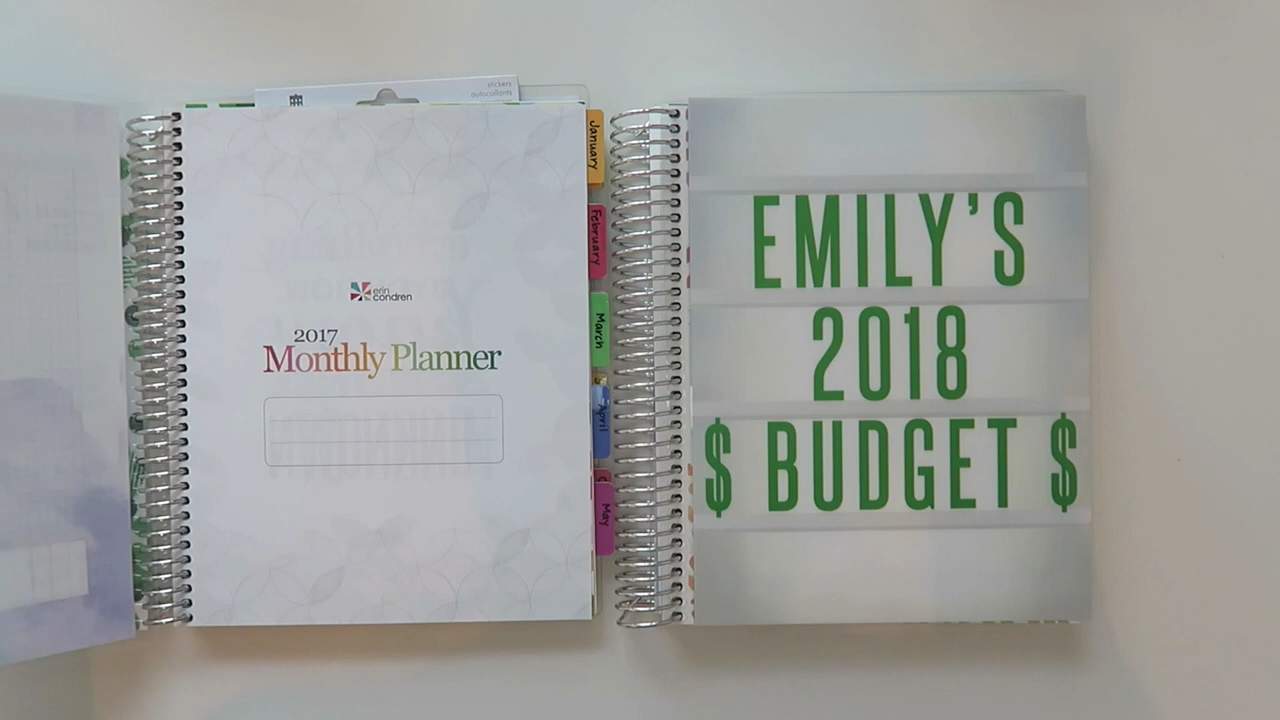 stickers
autocollants
erin
condren
2017
Monthly Planner
January
February
March
April
May
EMILY'S
2018
$ BUDGET $